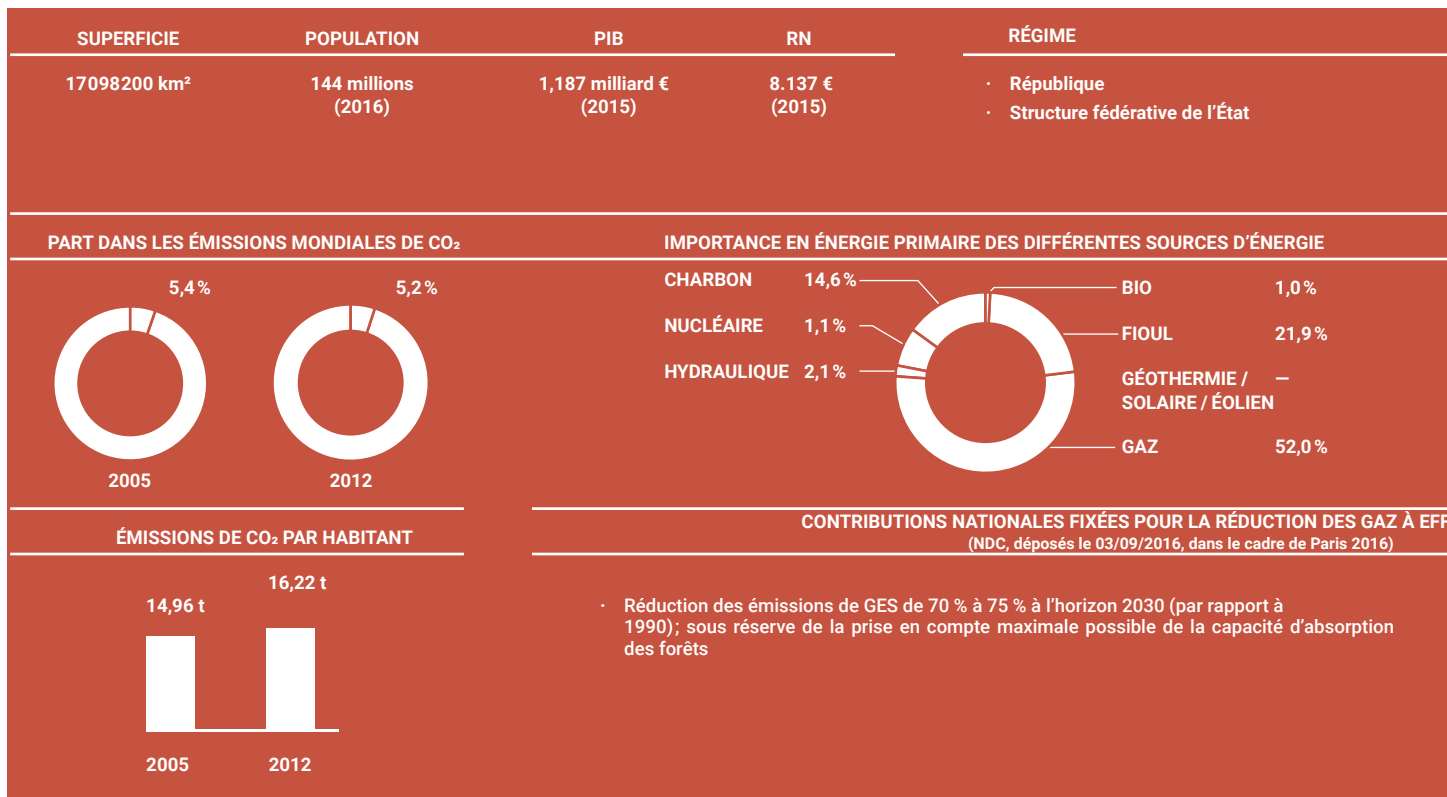 SUPERFICIE POPULATION PIB RN
17098200 km² 144 millions 1,187 milliard € 8.137 €
(2016) (2015) (2015)
RÉGIME
· République
· Structure fédérative de l’État
PART DANS LES ÉMISSIONS MONDIALES DE CO₂
5,4 % 5,2 %
2005 2012
IMPORTANCE EN ÉNERGIE PRIMAIRE DES DIFFÉRENTES SOURCES D’ÉNERGIE
CHARBON 14,6 %
NUCLÉAIRE 1,1 %
HYDRAULIQUE 2,1 %
BIO 1,0 %
FIOUL 21,9 %
GÉOTHERMIE / —
SOLAIRE / ÉOLIEN
GAZ 52,0 %
ÉMISSIONS DE CO₂ PAR HABITANT
14,96 t 16,22 t
2005 2012
CONTRIBUTIONS NATIONALES FIXÉES POUR LA RÉDUCTION DES GAZ À EFF
(NDC, déposés le 03/09/2016, dans le cadre de Paris 2016)
· Réduction des émissions de GES de 70 % à 75 % à l’horizon 2030 (par rapport à
1990); sous réserve de la prise en compte maximale possible de la capacité d’absorption
des forêts